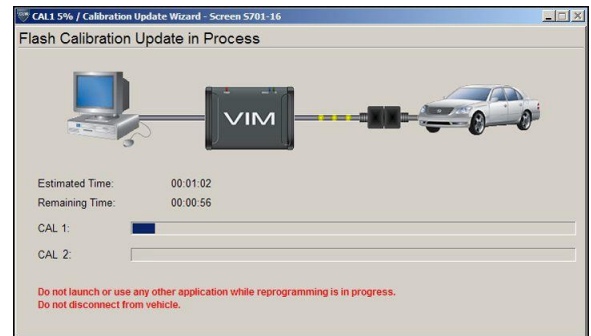 CAL1 5% / Calibration Update Wizard - Screen S701-16
Flash Calibration Update in Process
VIM
Estimated Time: 00:01:02
Remaining Time: 00:00:56
CAL 1:
CAL 2:
Do not launch or use any other application while reprogramming is in progress.
Do not disconnect from vehicle.